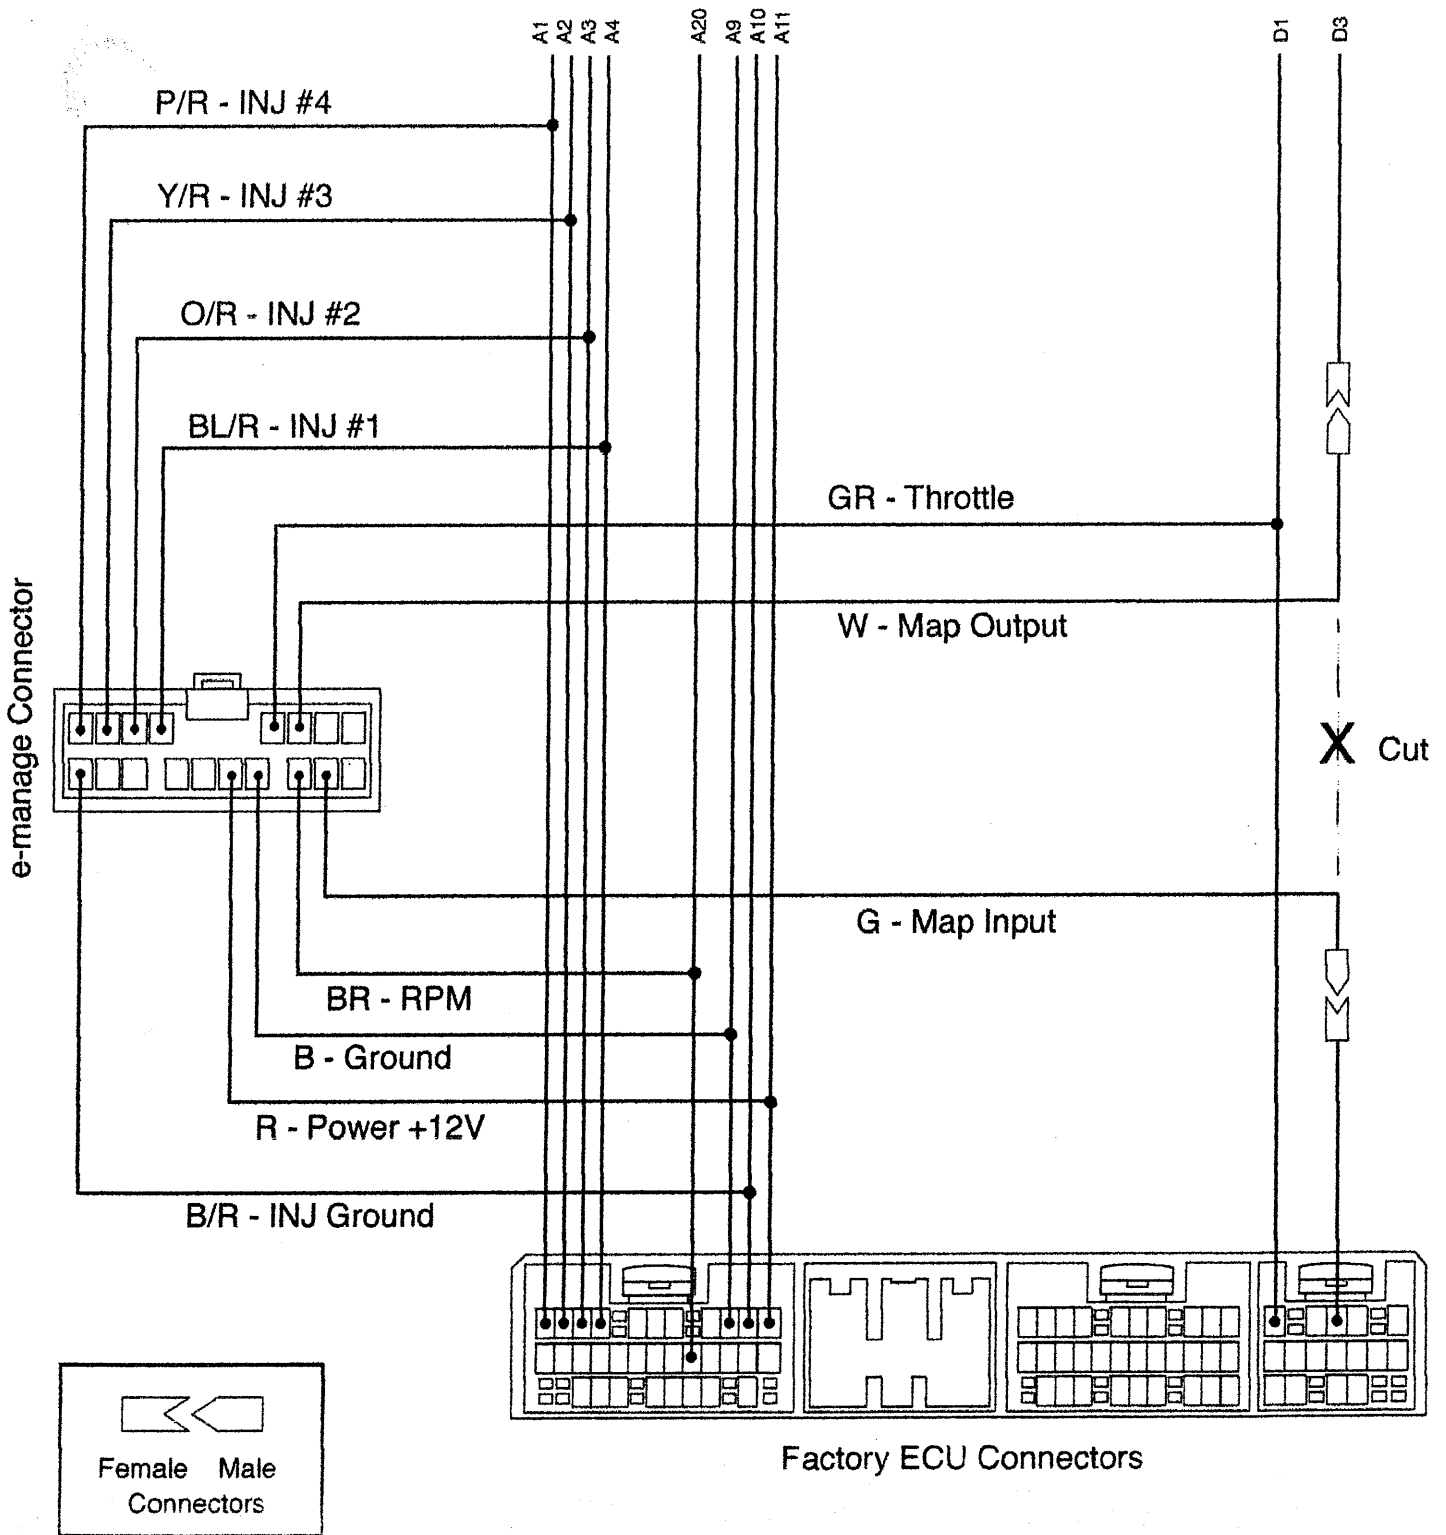 A1
A2
A3
A4
A20
A9
A10
A11
D1
D3
P/R - INJ #4
Y/R - INJ #3
O/R - INJ #2
BL/R - INJ #1
GR - Throttle
W - Map Output
e-manage Connector
X Cut
G - Map Input
BR - RPM
B - Ground
R - Power +12V
B/R - INJ Ground
Factory ECU Connectors
Female Male
Connectors